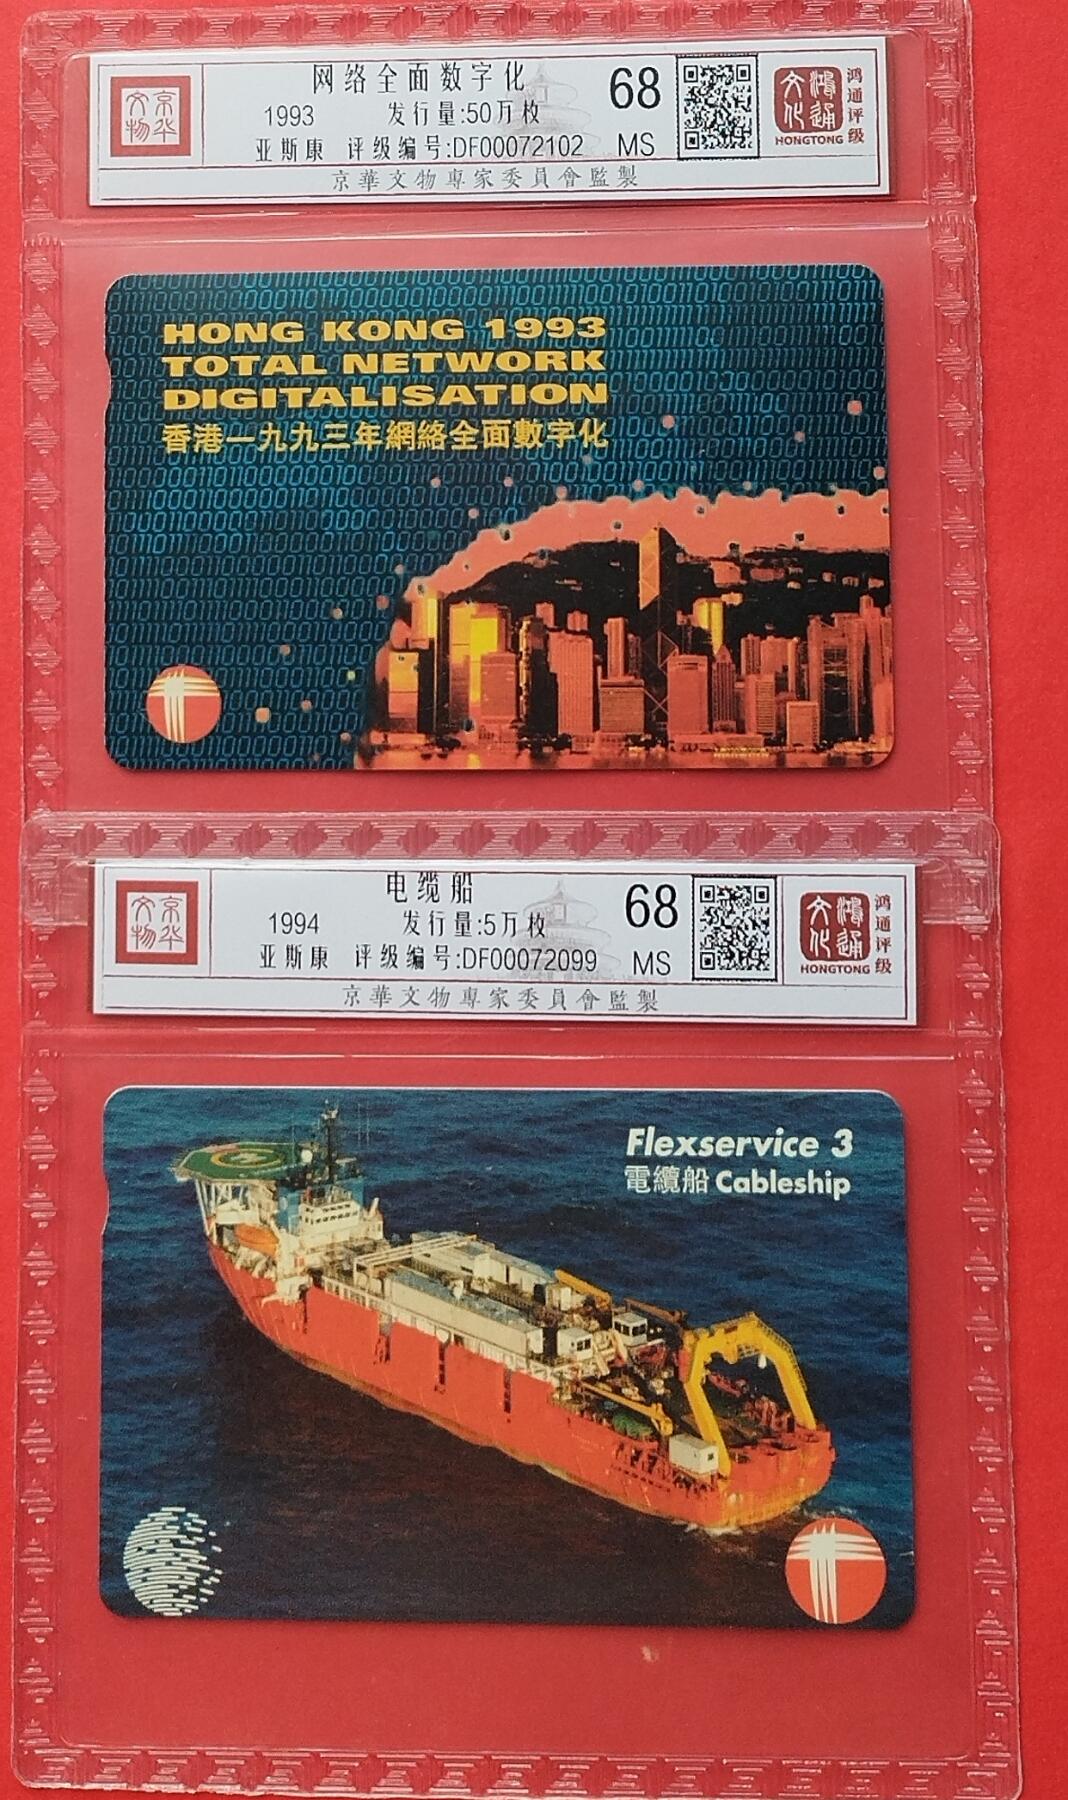 网络全面数字化
1993 发行量:50万枚
亚斯康 评级编号:DF00072102
68
MS
京華文物專家委員會監製
京华
文物
鴻通
文化
HONGTONG
鸿通评级
HONG KONG 1993
TOTAL NETWORK
DIGITALISATION
香港一九九三年網絡全面數字化
电缆船
1994 发行量:5万枚
亚斯康 评级编号:DF00072099
68
MS
京華文物專家委員會監製
京华
文物
鴻通
文化
HONGTONG
鸿通评级
Flexservice 3
電纜船 Cableship